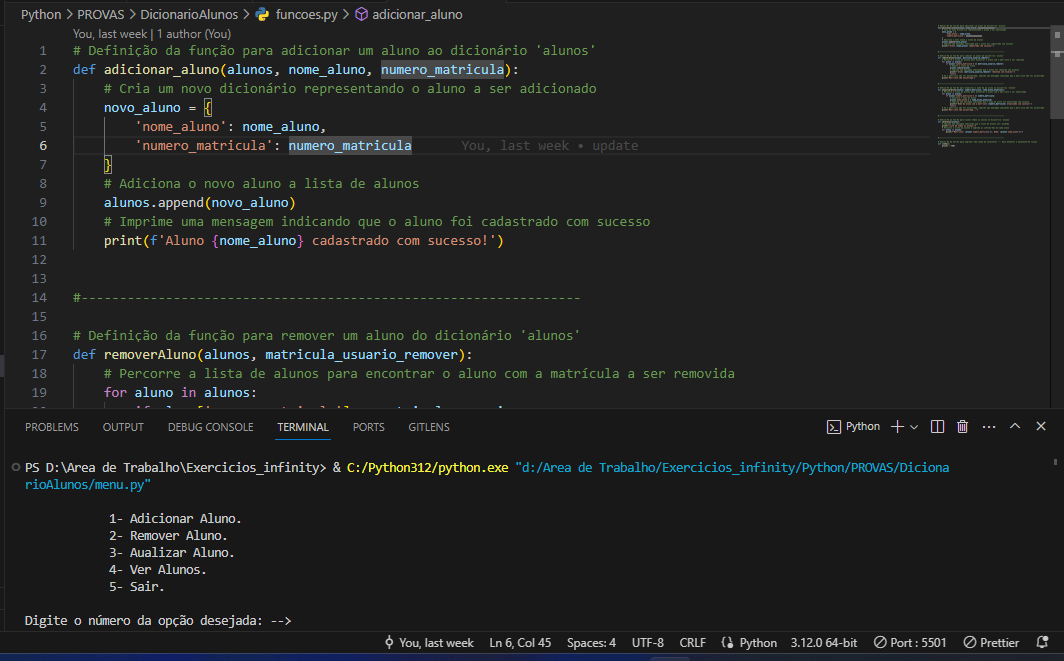 Python > PROVAS > DicionarioAlunos > funcoes.py > adicionar_aluno
You, last week | 1 author (You)
1 # Definição da função para adicionar um aluno ao dicionário 'alunos'
2 def adicionar_aluno(alunos, nome_aluno, numero_matricula):
3 # Cria um novo dicionário representando o aluno a ser adicionado
4 novo_aluno = {
5 'nome_aluno': nome_aluno,
6 'numero_matricula': numero_matricula You, last week • update
7 }
8 # Adiciona o novo aluno a lista de alunos
9 alunos.append(novo_aluno)
10 # Imprime uma mensagem indicando que o aluno foi cadastrado com sucesso
11 print(f'Aluno {nome_aluno} cadastrado com sucesso!')
12
13
14 #-----------------------------------------------------------------
15
16 # Definição da função para remover um aluno do dicionário 'alunos'
17 def removerAluno(alunos, matricula_usuario_remover):
18 # Percorre a lista de alunos para encontrar o aluno com a matrícula a ser removida
19 for aluno in alunos:
PROBLEMS OUTPUT DEBUG CONSOLE TERMINAL PORTS GITLENS Python
PS D:\Area de Trabalho\Exercicios_infinity> & C:/Python312/python.exe "d:/Area de Trabalho/Exercicios_infinity/Python/PROVAS/Diciona
rioAlunos/menu.py"
1- Adicionar Aluno.
2- Remover Aluno.
3- Aualizar Aluno.
4- Ver Alunos.
5- Sair.
Digite o número da opção desejada: -->
You, last week Ln 6, Col 45 Spaces: 4 UTF-8 CRLF Python 3.12.0 64-bit Port : 5501 Prettier